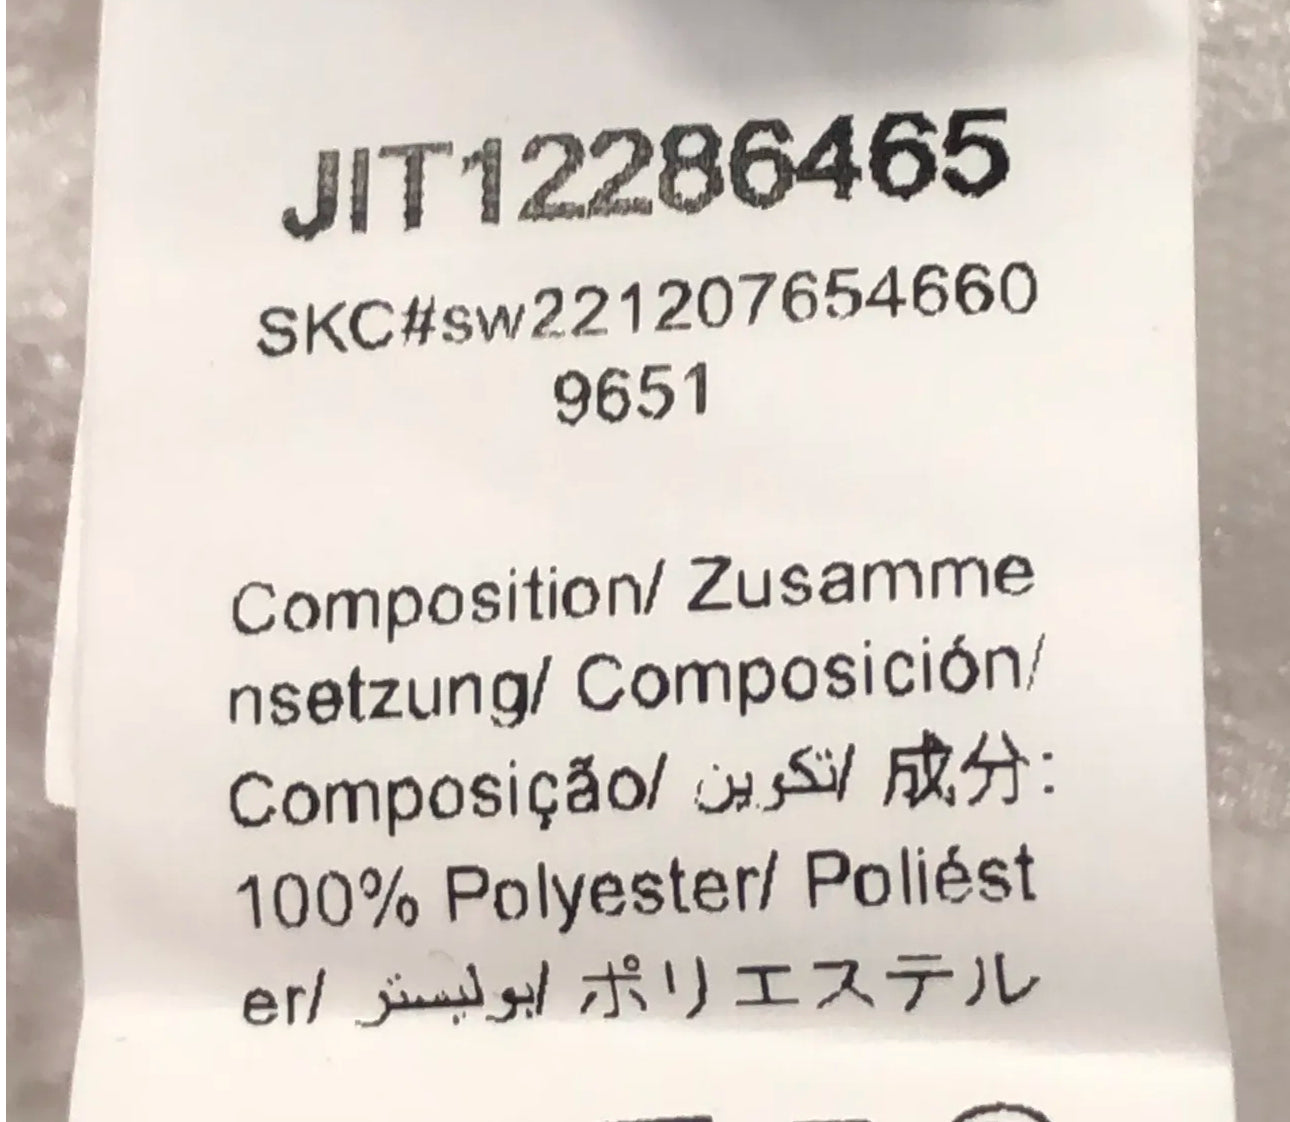 JIT12286465
SKC#sw221207654660
9651
Composition/ Zusamme
nsetzung/ Composición/
Composição/ تكوين/ 成分:
100% Polyester/ Poliést
er/ بوليستر/ ポリエステル